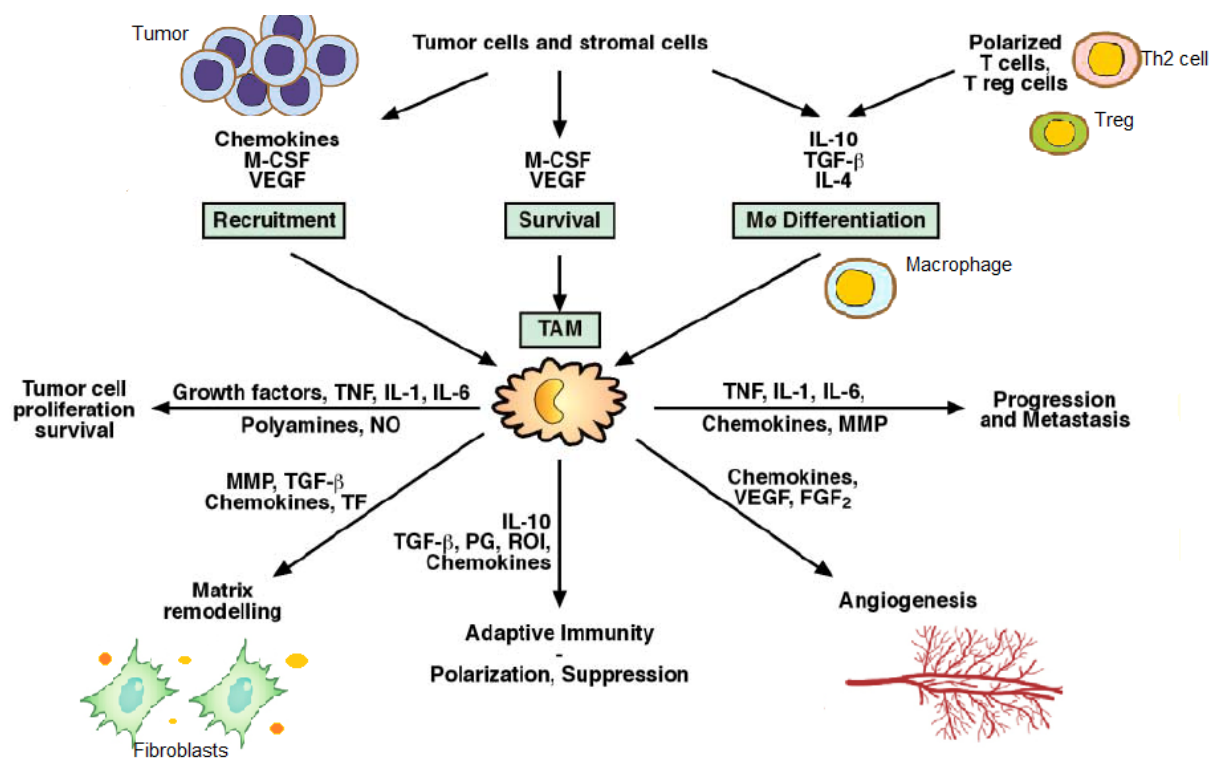 Tumor
Tumor cells and stromal cells
Polarized
T cells,
T reg cells
Th2 cell
Treg
Chemokines
M-CSF
VEGF
M-CSF
VEGF
IL-10
TGF-β
IL-4
Recruitment
Survival
Mø Differentiation
Macrophage
TAM
Tumor cell
proliferation
survival
Growth factors, TNF, IL-1, IL-6
Polyamines, NO
TNF, IL-1, IL-6,
Chemokines, MMP
Progression
and Metastasis
MMP, TGF-β
Chemokines, TF
Chemokines,
VEGF, FGF₂
IL-10
TGF-β, PG, ROI,
Chemokines
Matrix
remodelling
Angiogenesis
Adaptive Immunity
-
Polarization, Suppression
Fibroblasts